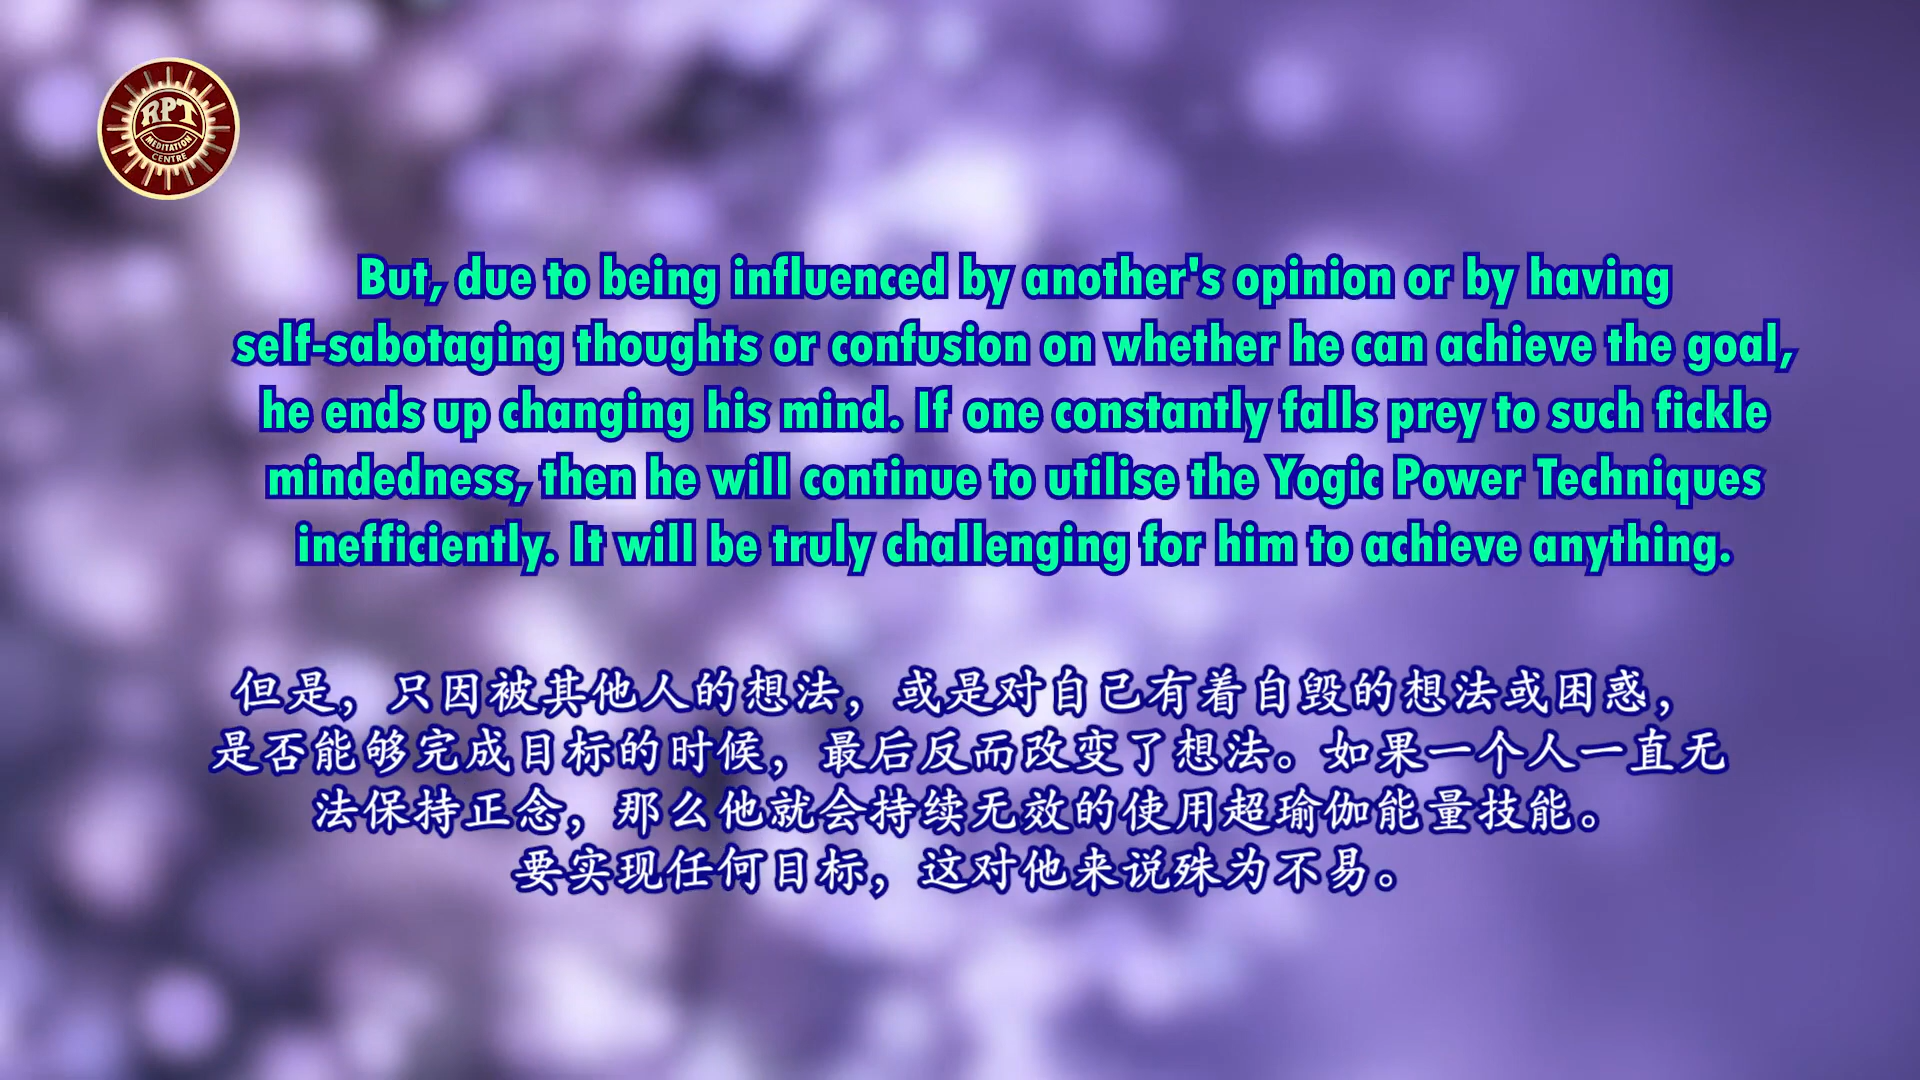 RPT
MEDITATION
CENTRE
But, due to being influenced by another's opinion or by having
self-sabotaging thoughts or confusion on whether he can achieve the goal,
he ends up changing his mind. If one constantly falls prey to such fickle
mindedness, then he will continue to utilise the Yogic Power Techniques
inefficiently. It will be truly challenging for him to achieve anything.
但是，只因被其他人的想法，或是对自己有着自毁的想法或困惑，
是否能够完成目标的时候，最后反而改变了想法。如果一个人一直无
法保持正念，那么他就会持续无效的使用超瑜伽能量技能。
要实现任何目标，这对他来说殊为不易。